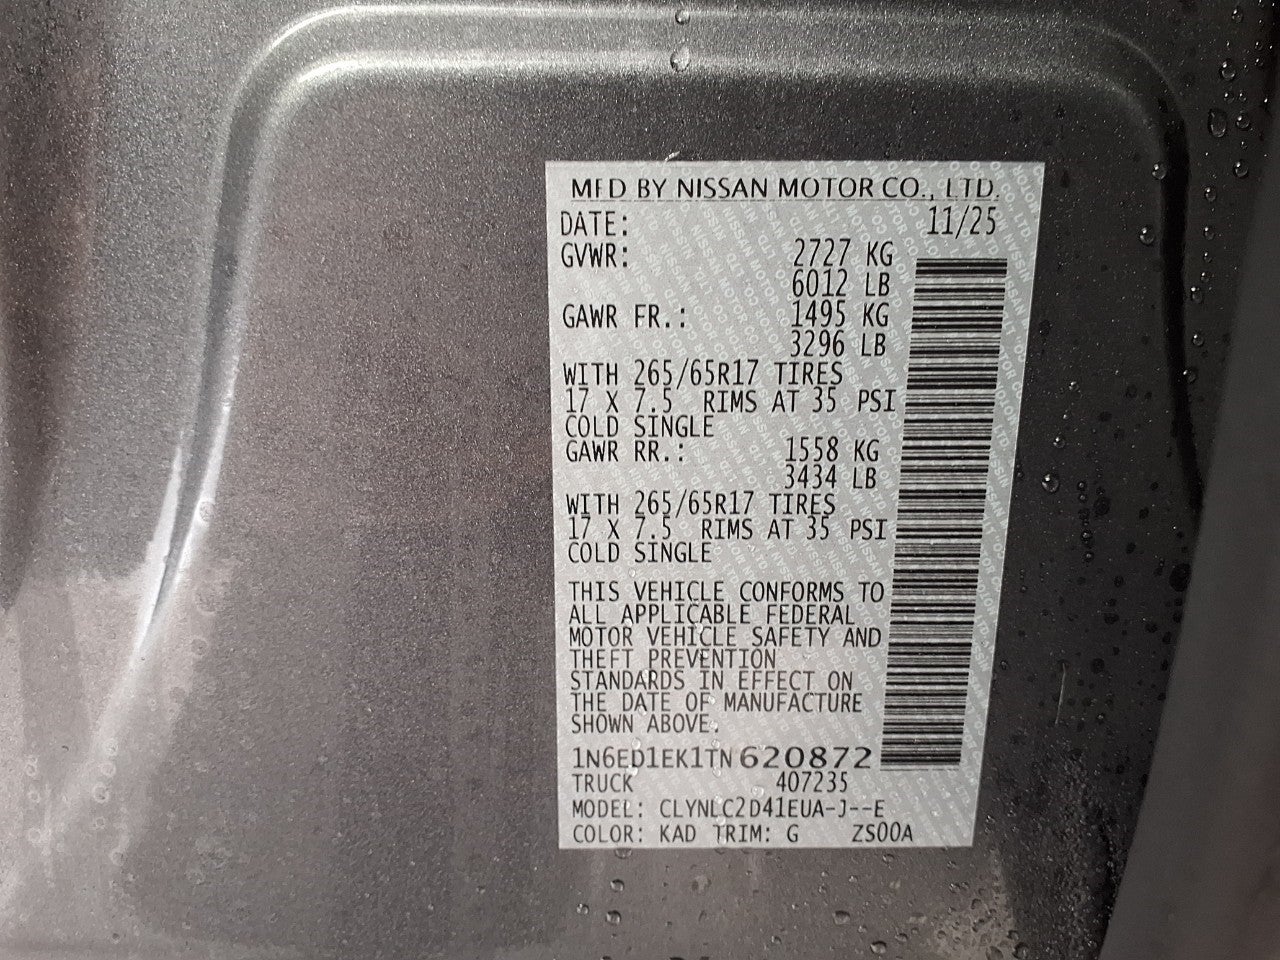 MFD BY NISSAN MOTOR CO., LTD.
DATE: 11/25
GVWR: 2727 KG
6012 LB
GAWR FR.: 1495 KG
3296 LB
WITH 265/65R17 TIRES
17 X 7.5 RIMS AT 35 PSI
COLD SINGLE
GAWR RR.: 1558 KG
3434 LB
WITH 265/65R17 TIRES
17 X 7.5 RIMS AT 35 PSI
COLD SINGLE
THIS VEHICLE CONFORMS TO
ALL APPLICABLE FEDERAL
MOTOR VEHICLE SAFETY AND
THEFT PREVENTION
STANDARDS IN EFFECT ON
THE DATE OF MANUFACTURE
SHOWN ABOVE.
1N6ED1EK1TN620872
TRUCK 407235
MODEL: CLYNLC2D41EUA-J--E
COLOR: KAD TRIM: G ZS00A